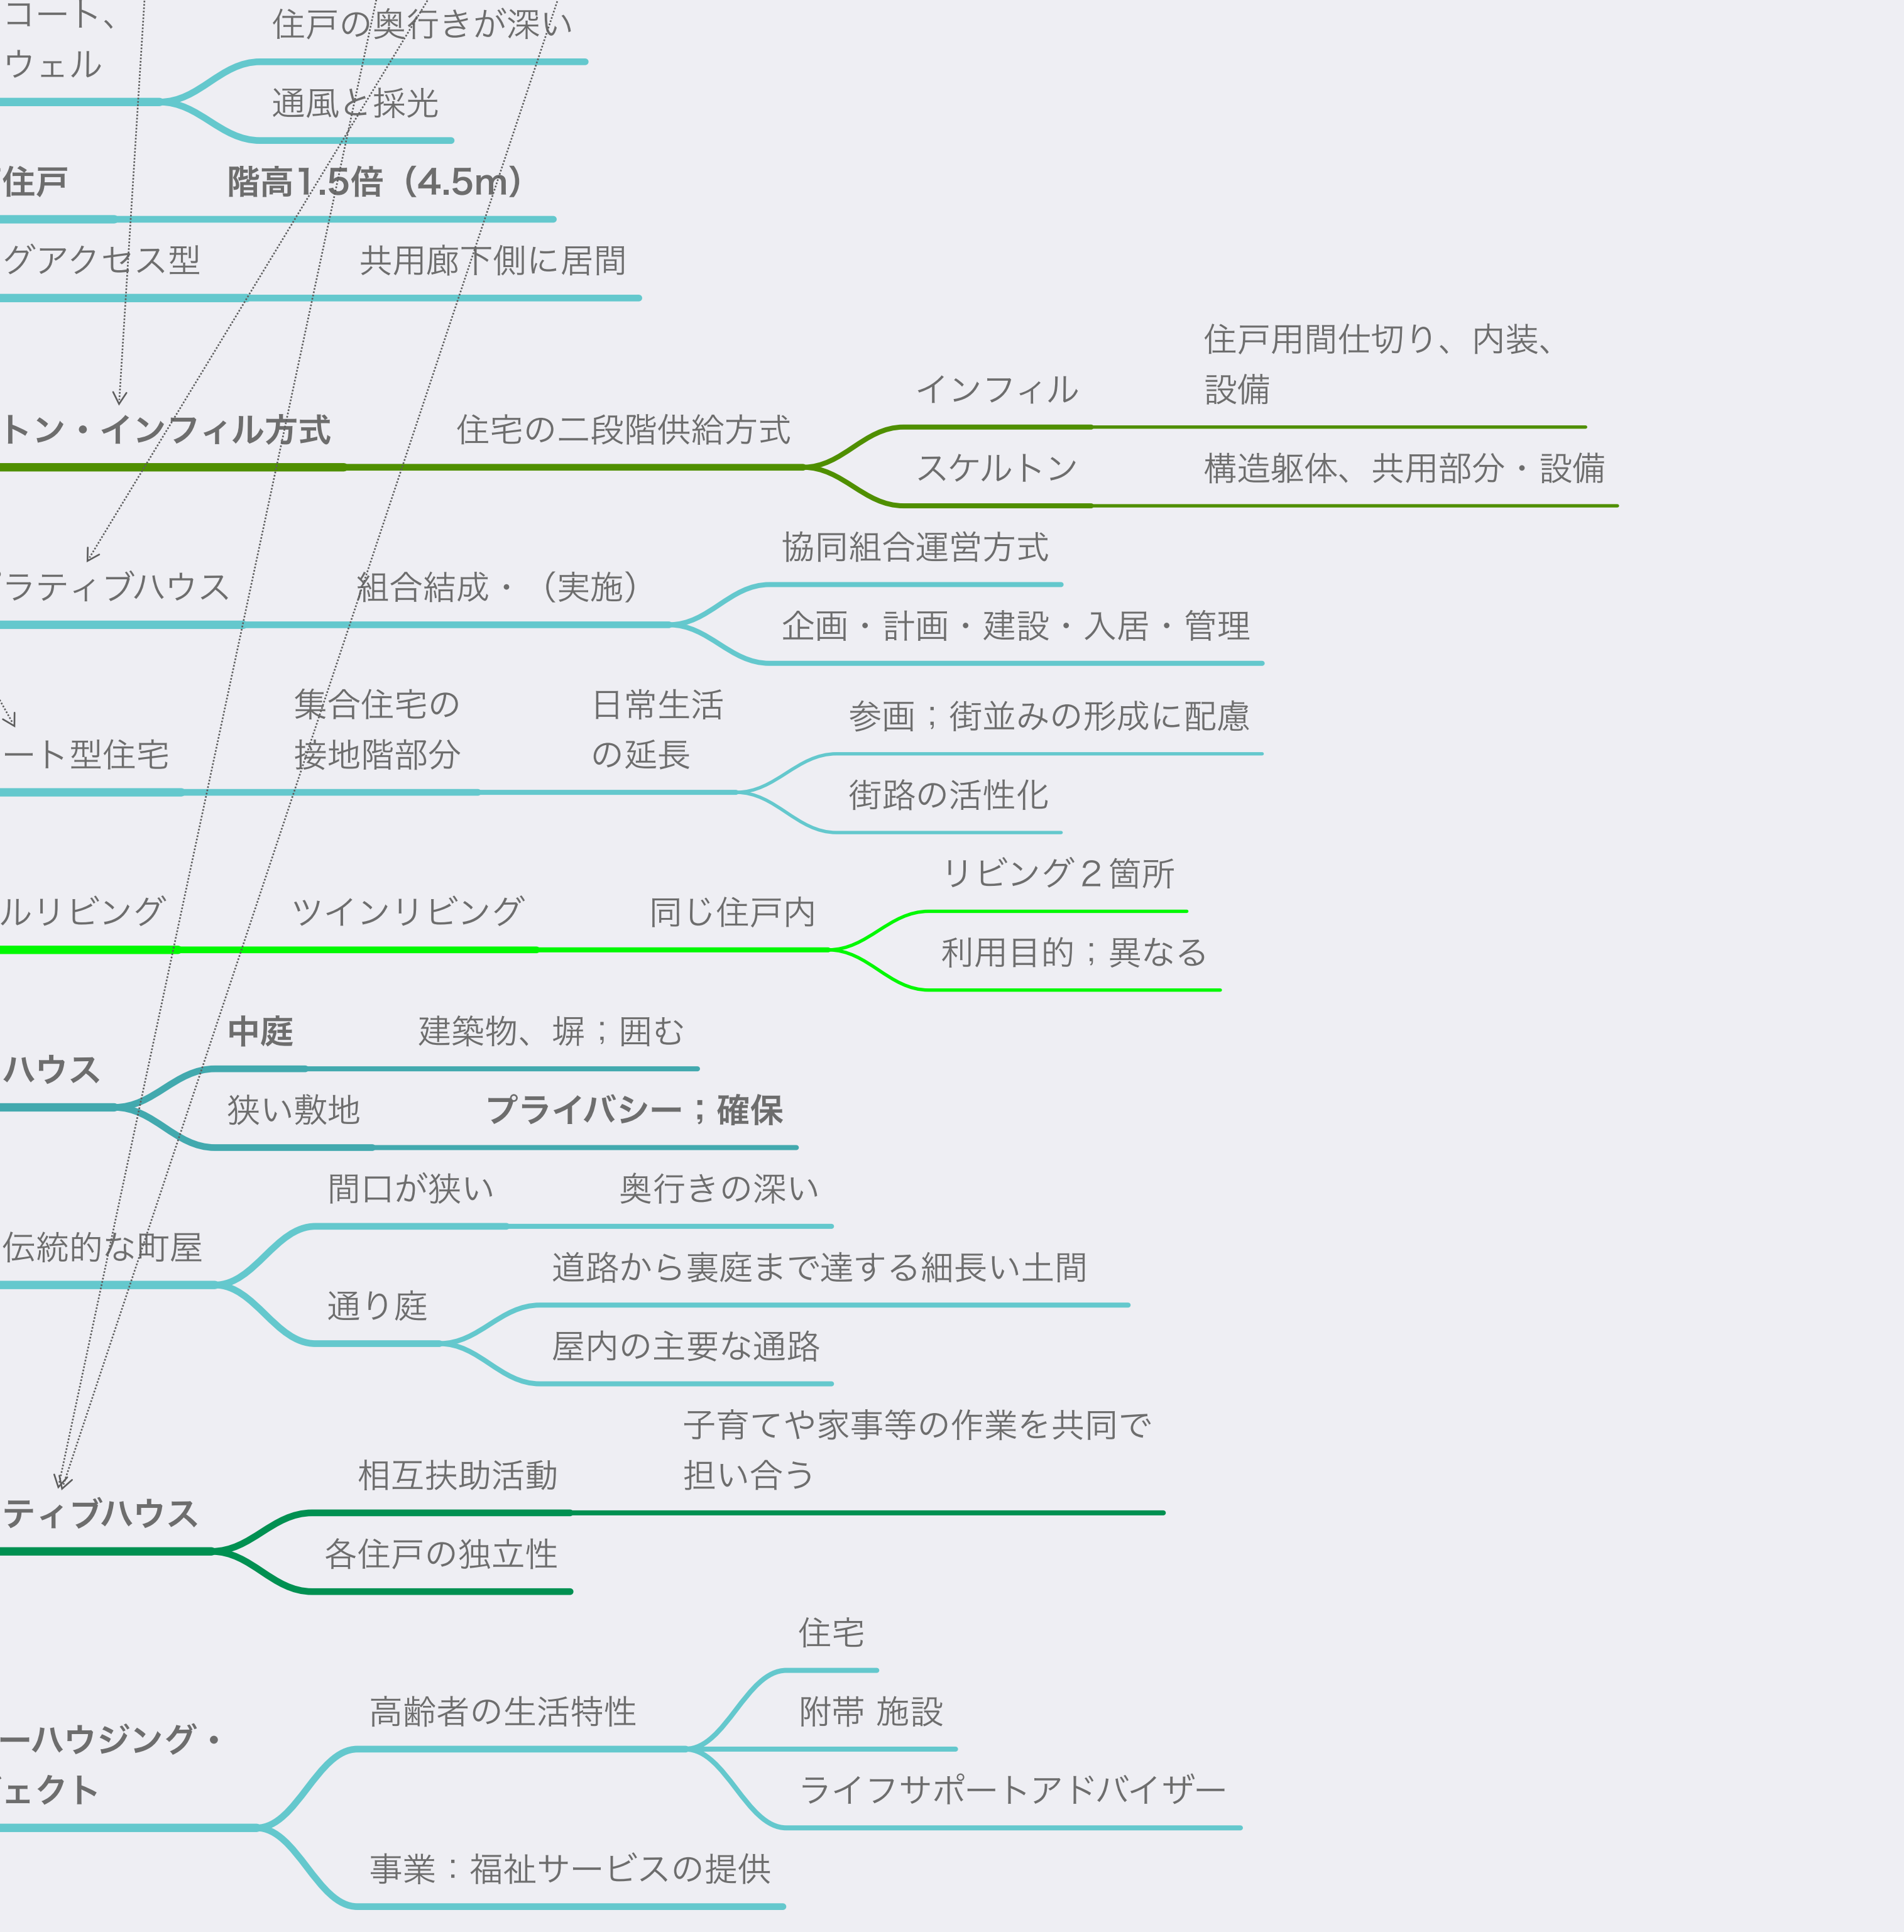 コート、
ウェル
住戸の奥行きが深い
通風と採光
住戸
階高1.5倍（4.5m）
グアクセス型
共用廊下側に居間
トン・インフィル方式
住宅の二段階供給方式
インフィル
住戸用間仕切り、内装、
設備
スケルトン
構造躯体、共用部分・設備
ラティブハウス
組合結成・（実施）
協同組合運営方式
企画・計画・建設・入居・管理
ート型住宅
集合住宅の
接地階部分
日常生活
の延長
参画；街並みの形成に配慮
街路の活性化
ルリビング
ツインリビング
同じ住戸内
リビング２箇所
利用目的；異なる
ハウス
中庭
建築物、塀；囲む
狭い敷地
プライバシー；確保
伝統的な町屋
間口が狭い
奥行きの深い
通り庭
道路から裏庭まで達する細長い土間
屋内の主要な通路
ティブハウス
相互扶助活動
子育てや家事等の作業を共同で
担い合う
各住戸の独立性
ーハウジング・
ェクト
高齢者の生活特性
住宅
附帯 施設
ライフサポートアドバイザー
事業：福祉サービスの提供